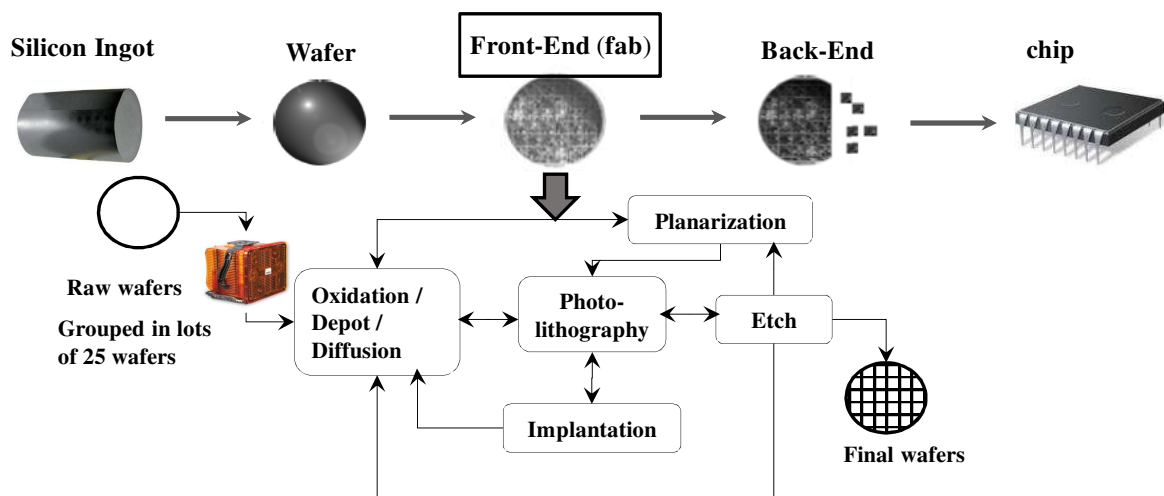 Silicon Ingot
Wafer
Front-End (fab)
Back-End
chip
Planarization
Raw wafers
Grouped in lots
of 25 wafers
Oxidation /
Depot /
Diffusion
Photo-
lithography
Etch
Implantation
Final wafers